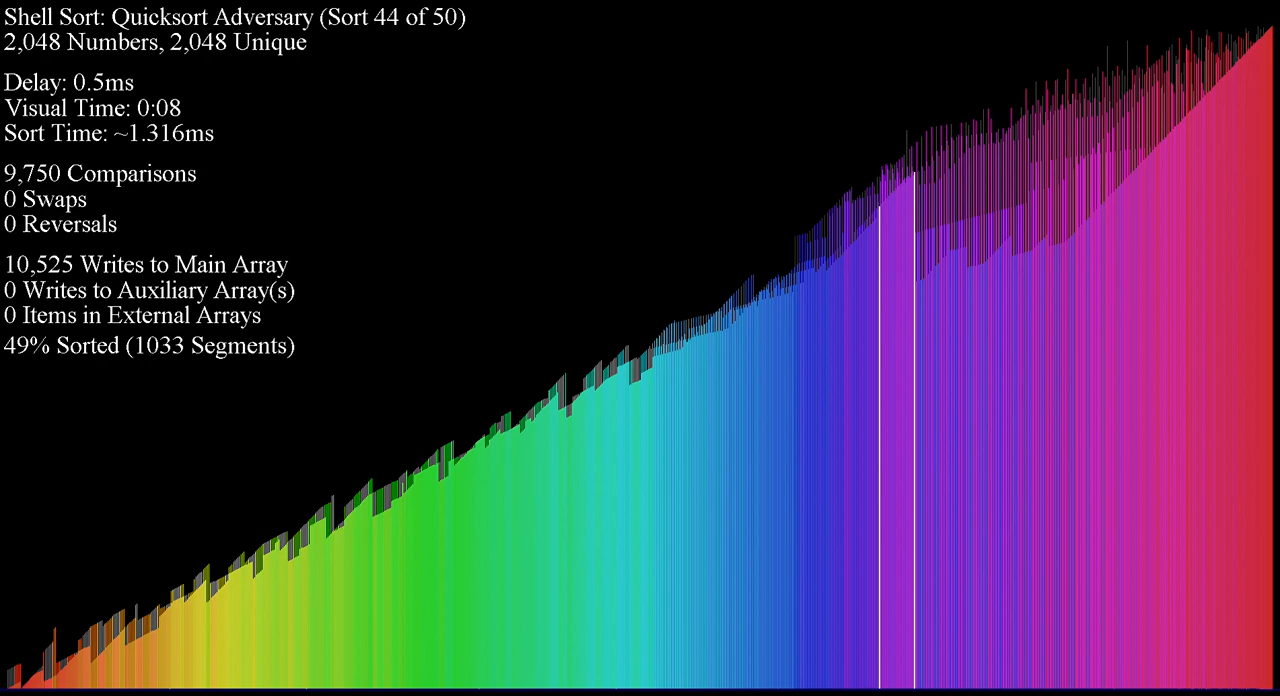 Shell Sort: Quicksort Adversary (Sort 44 of 50)
2,048 Numbers, 2,048 Unique
Delay: 0.5ms
Visual Time: 0:08
Sort Time: ~1.316ms
9,750 Comparisons
0 Swaps
0 Reversals
10,525 Writes to Main Array
0 Writes to Auxiliary Array(s)
0 Items in External Arrays
49% Sorted (1033 Segments)